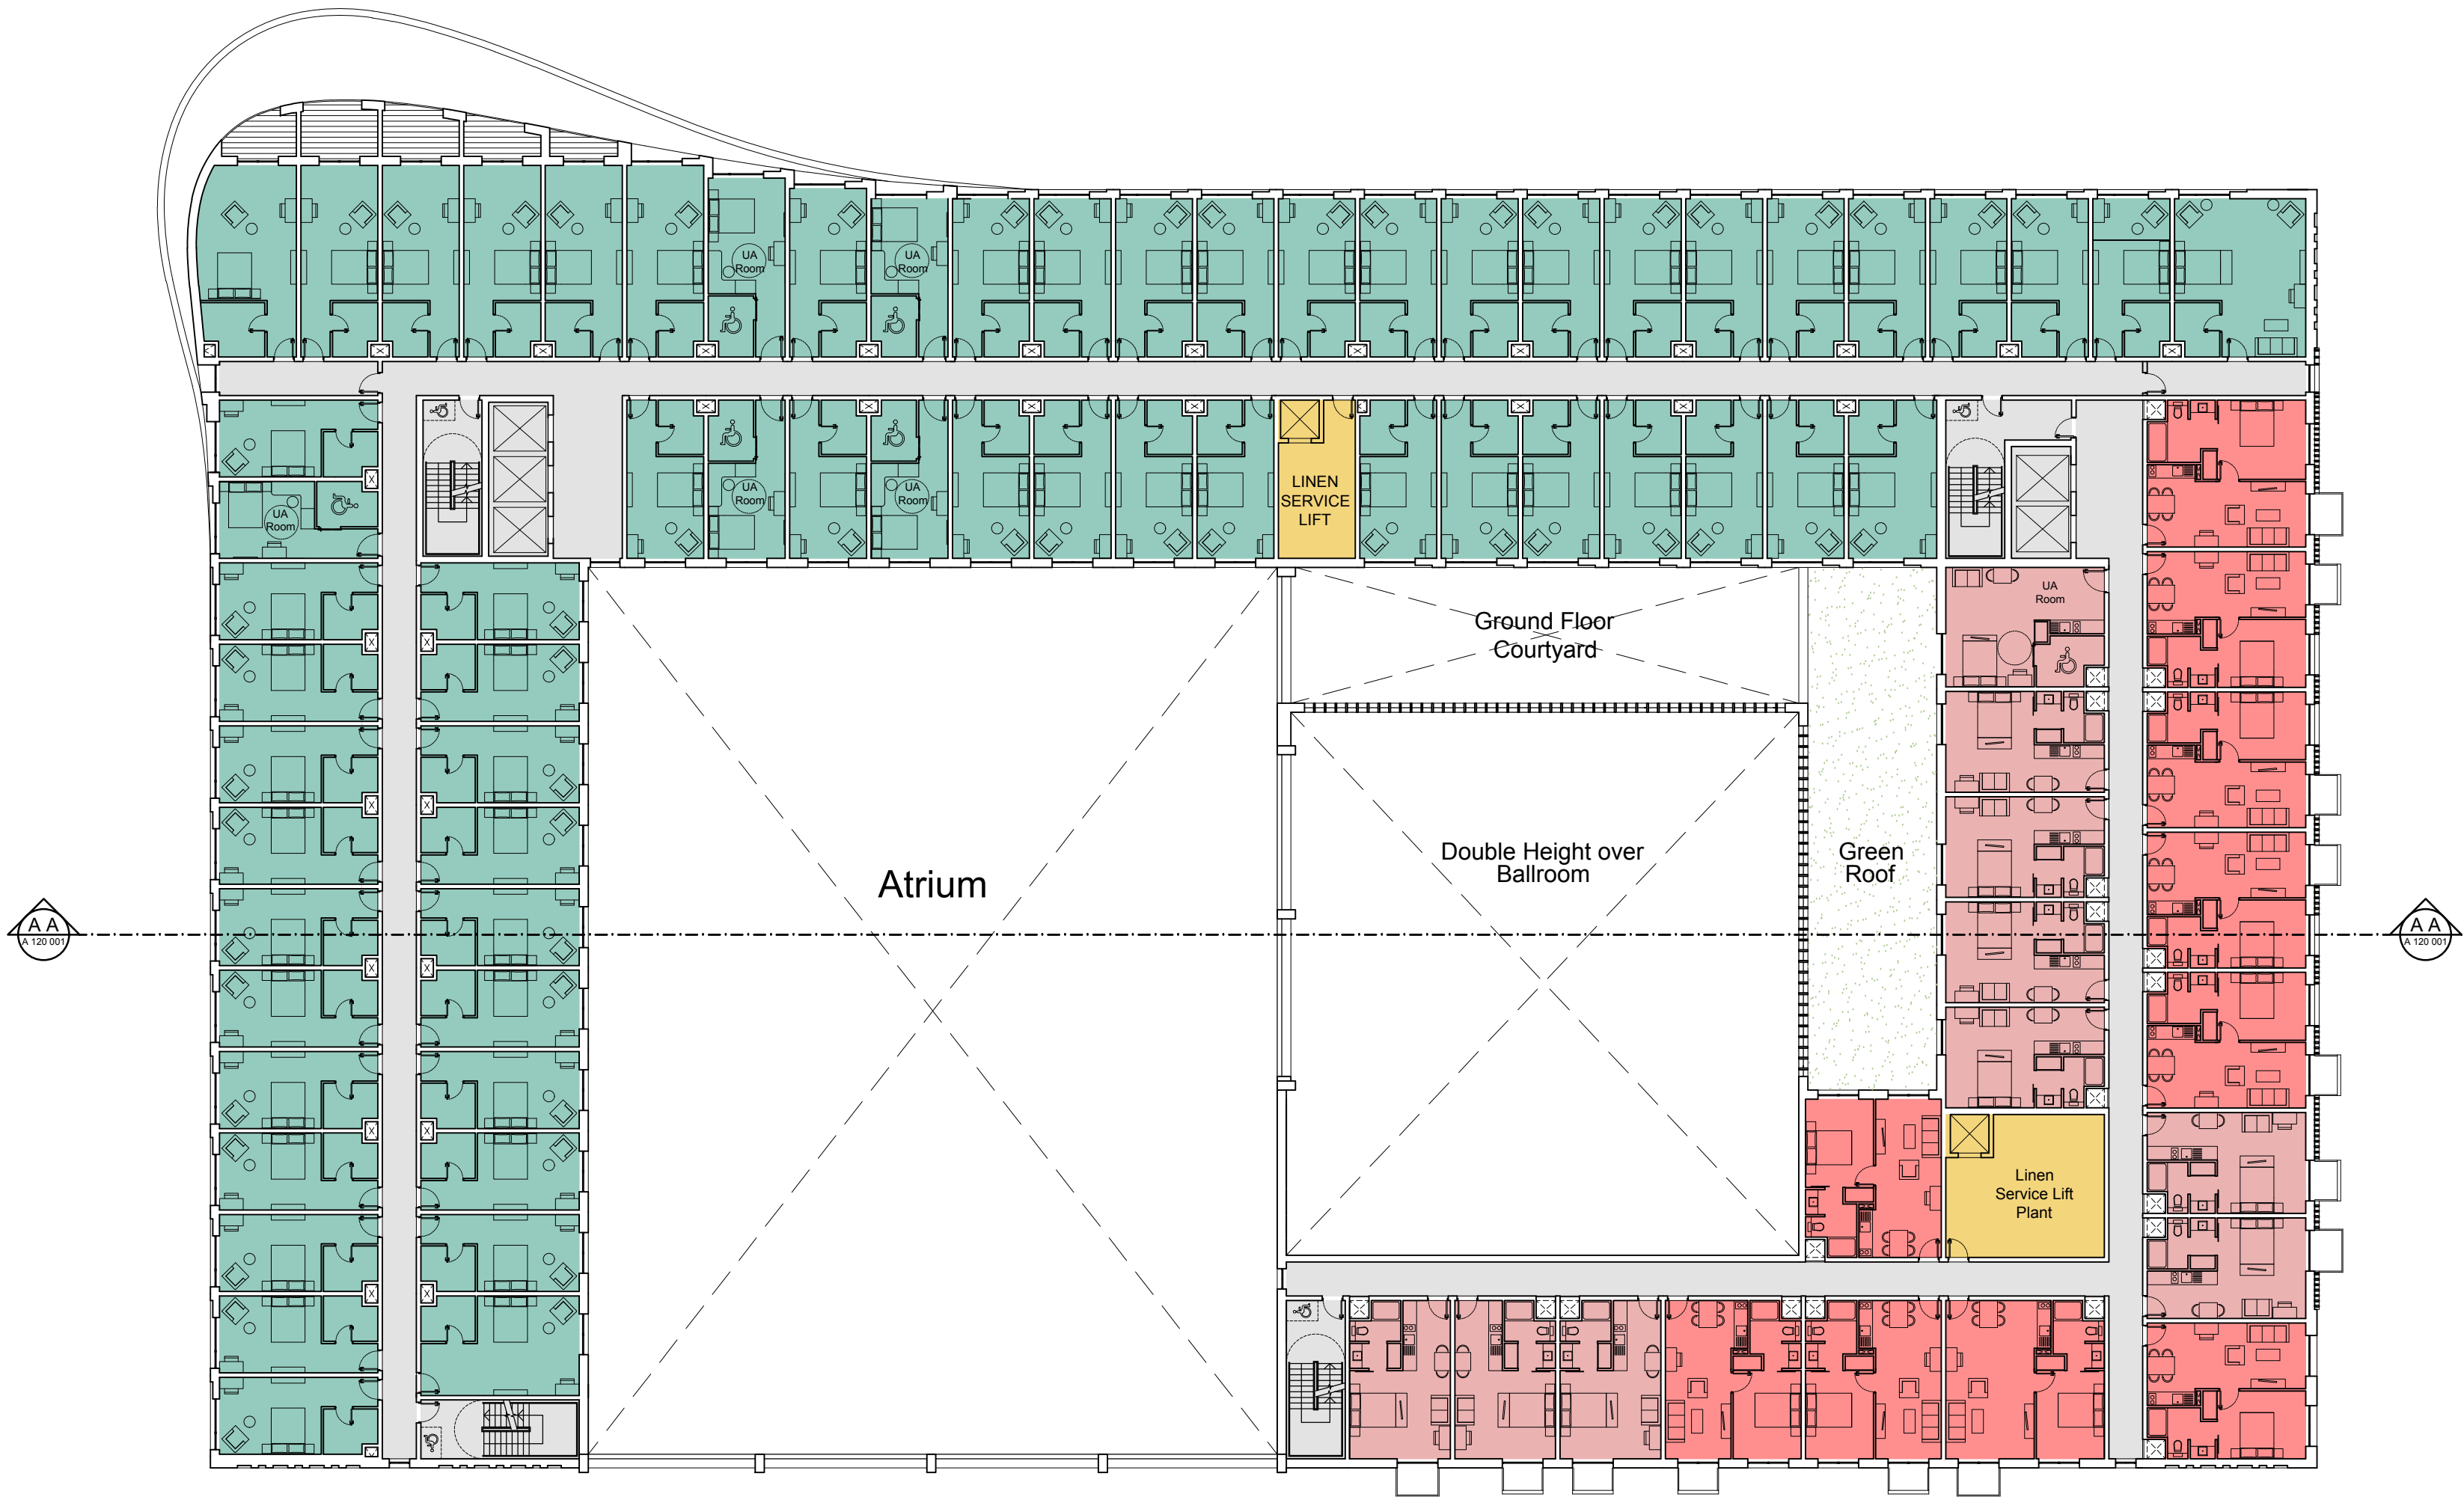 UA
Room
UA
Room
LINEN
SERVICE
LIFT
UA
Room
UA
Room
UA
Room
UA
Room
Ground Floor
Courtyard
Double Height over
Ballroom
Green
Roof
Atrium
A A
A 120 001
A A
A 120 001
Linen
Service Lift
Plant